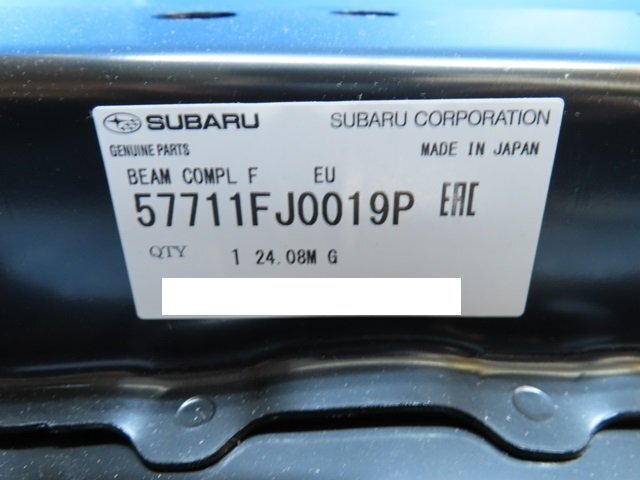 SUBARU SUBARU CORPORATION
GENUINE PARTS MADE IN JAPAN
BEAM COMPL F EU
57711FJ0019P EAC
QTY 1 24.08M G